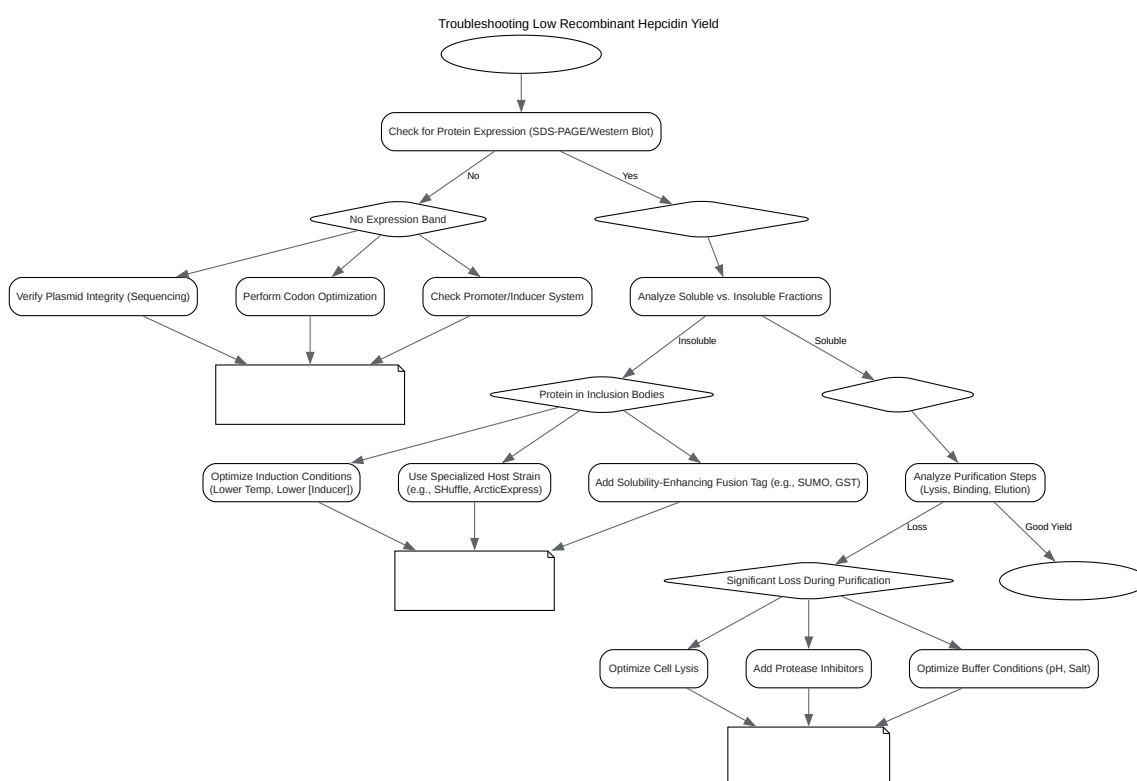 Troubleshooting Low Recombinant Hepcidin Yield
Check for Protein Expression (SDS-PAGE/Western Blot)
No
Yes
No Expression Band
Verify Plasmid Integrity (Sequencing)
Perform Codon Optimization
Check Promoter/Inducer System
Analyze Soluble vs. Insoluble Fractions
Insoluble
Soluble
Protein in Inclusion Bodies
Optimize Induction Conditions
(Lower Temp, Lower [Inducer])
Use Specialized Host Strain
(e.g., SHuffle, ArcticExpress)
Add Solubility-Enhancing Fusion Tag (e.g., SUMO, GST)
Analyze Purification Steps
(Lysis, Binding, Elution)
Loss
Good Yield
Significant Loss During Purification
Optimize Cell Lysis
Add Protease Inhibitors
Optimize Buffer Conditions (pH, Salt)